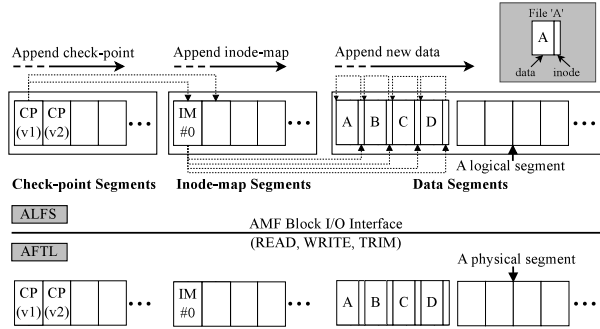 File 'A'
A
data
inode
Append check-point
Append inode-map
Append new data
CP
(v1)
CP
(v2)
•••
IM
#0
•••
A
B
C
D
•••
A logical segment
Check-point Segments
Inode-map Segments
Data Segments
ALFS
AMF Block I/O Interface
(READ, WRITE, TRIM)
AFTL
A physical segment
CP
(v1)
CP
(v2)
•••
IM
#0
•••
A
B
C
D
•••